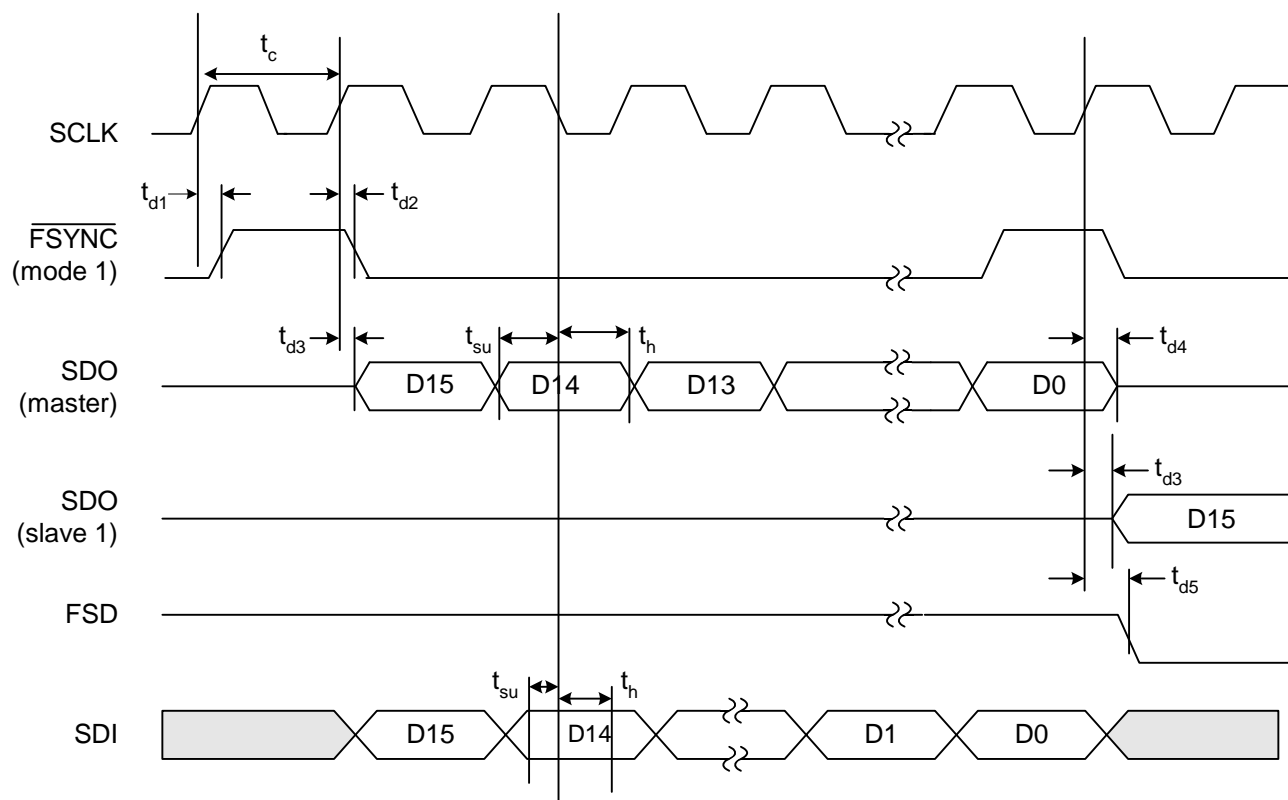 t_c
SCLK
t_d1
t_d2
FSYNC
(mode 1)
t_d3
t_su
t_h
t_d4
SDO
(master)
D15
D14
D13
D0
t_d3
SDO
(slave 1)
D15
t_d5
FSD
t_su
t_h
SDI
D15
D14
D1
D0